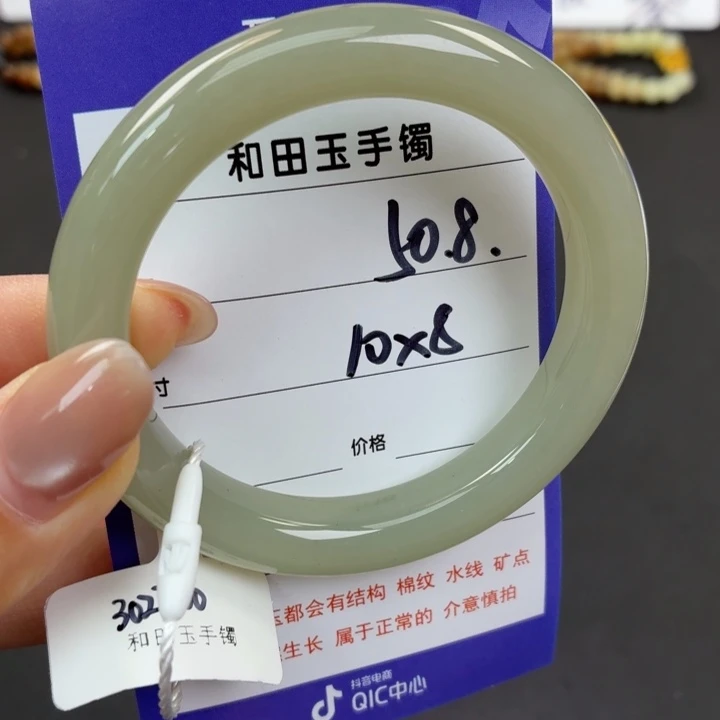 和田玉手镯
50.8.
10x8
寸
价格
玉都会有结构 棉纹 水线 矿点
生长 属于正常的 介意慎拍
抖音电商
QIC中心
302
和田玉手镯